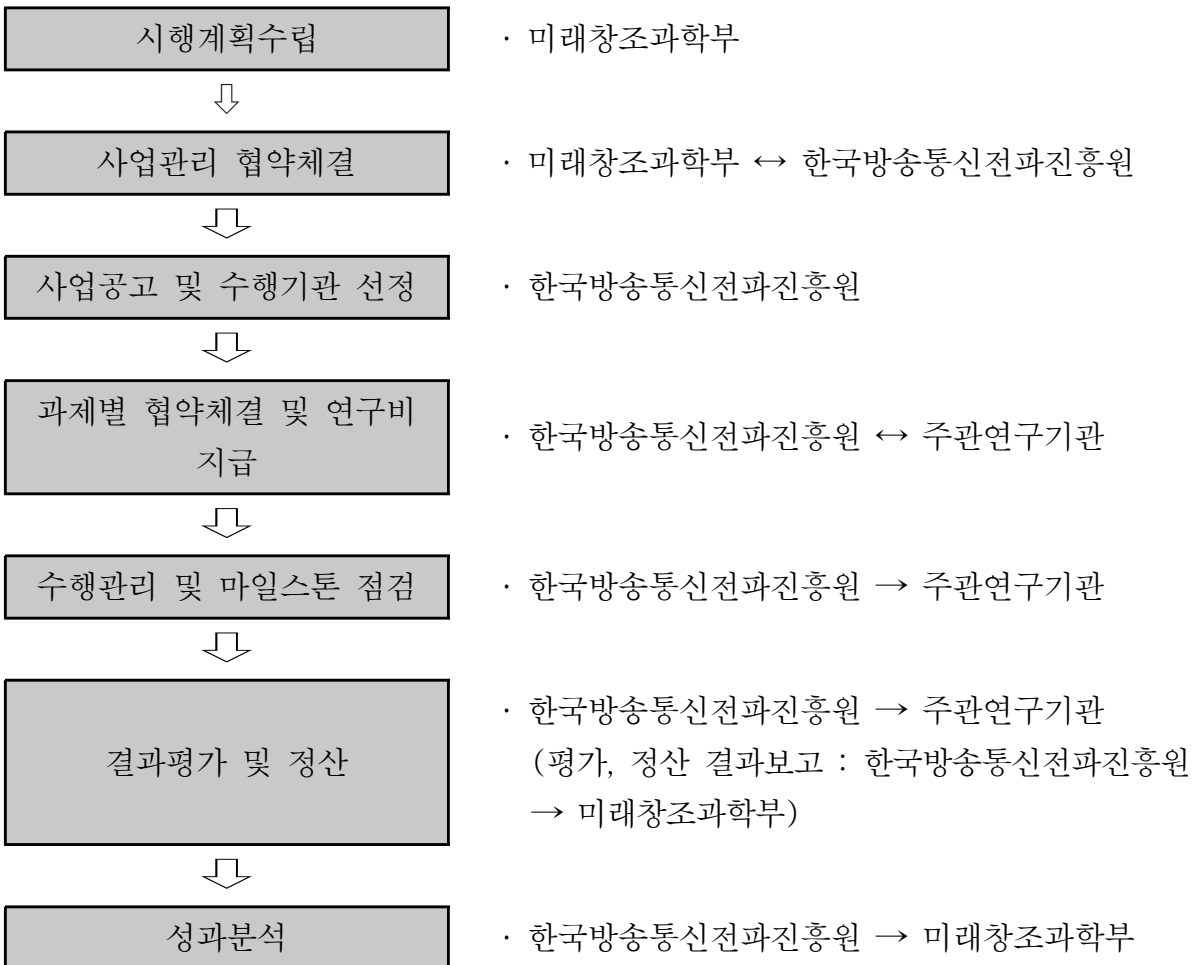 시행계획수립
· 미래창조과학부
사업관리 협약체결
· 미래창조과학부 ↔ 한국방송통신전파진흥원
사업공고 및 수행기관 선정
· 한국방송통신전파진흥원
과제별 협약체결 및 연구비
지급
· 한국방송통신전파진흥원 ↔ 주관연구기관
수행관리 및 마일스톤 점검
· 한국방송통신전파진흥원 → 주관연구기관
결과평가 및 정산
· 한국방송통신전파진흥원 → 주관연구기관
(평가, 정산 결과보고 : 한국방송통신전파진흥원
→ 미래창조과학부)
성과분석
· 한국방송통신전파진흥원 → 미래창조과학부